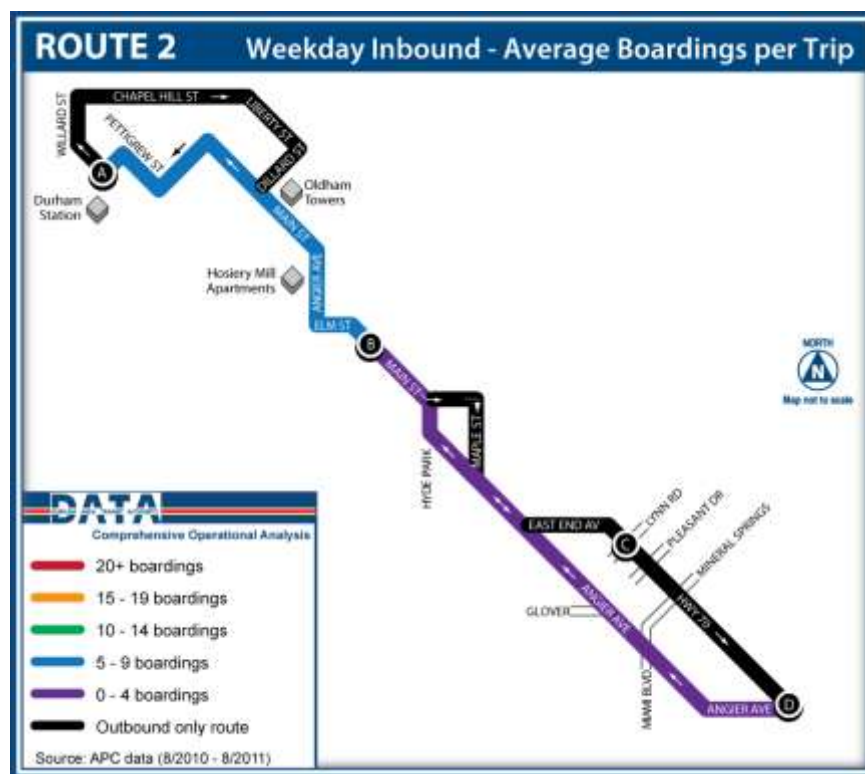 ROUTE 2
Weekday Inbound - Average Boardings per Trip
WILLARD ST
CHAPEL HILL ST
LIBERTY ST
PETTIGREW ST
DILLARD ST
A
Durham
Station
Oldham
Towers
MAIN ST
Hosiery Mill
Apartments
ANGIER AVE
ELM ST
B
MAIN ST
NORTH
N
Map not to scale
HYDE PARK
MAPLE ST
EAST END AV
C
LYNN RD
PLEASANT DR
MINERAL SPRINGS
HWY 70
GLOVER
ANGIER AVE
MIAMI BLVD
ANGIER AVE
D
DATA
Comprehensive Operational Analysis
20+ boardings
15 - 19 boardings
10 - 14 boardings
5 - 9 boardings
0 - 4 boardings
Outbound only route
Source: APC data (8/2010 - 8/2011)